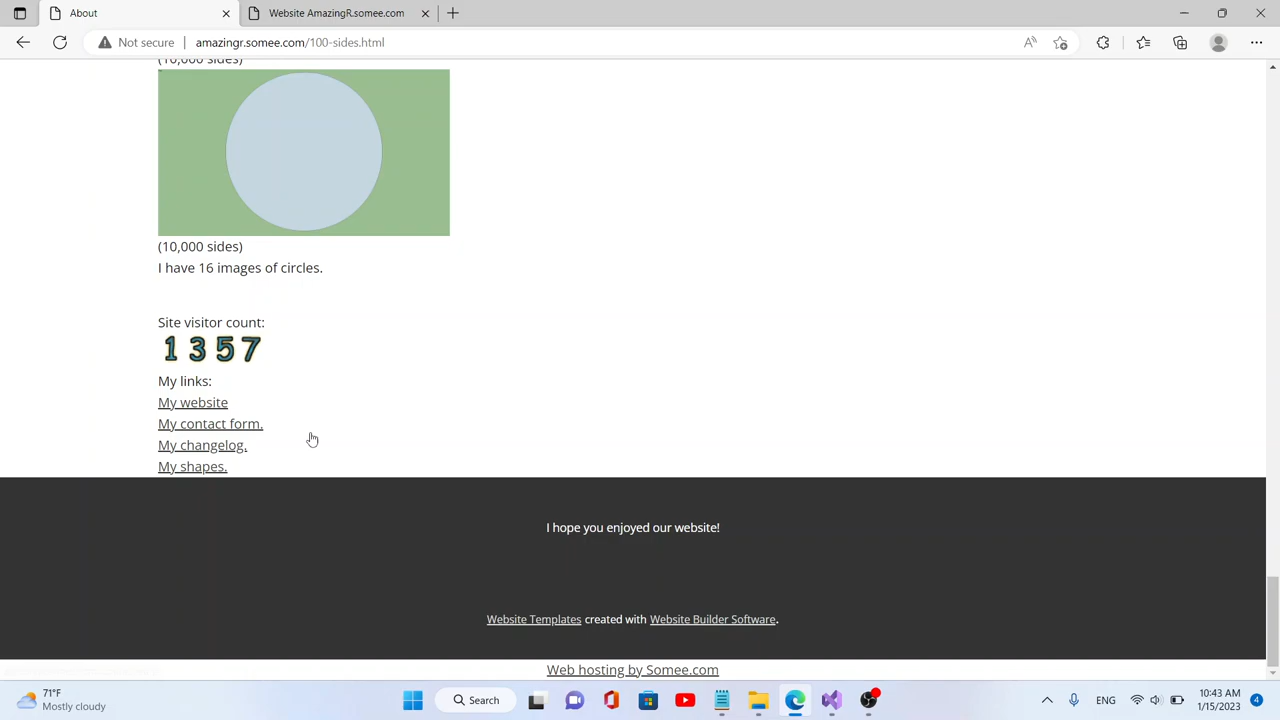 About
Website AmazingR.somee.com
Not secure
amazingr.somee.com/100-sides.html
(10,000 sides)
(10,000 sides)
I have 16 images of circles.
Site visitor count:
1357
My links:
My website
My contact form.
My changelog.
My shapes.
I hope you enjoyed our website!
Website Templates created with Website Builder Software.
Web hosting by Somee.com
71°F
Mostly cloudy
Search
ENG
10:43 AM
1/15/2023
4